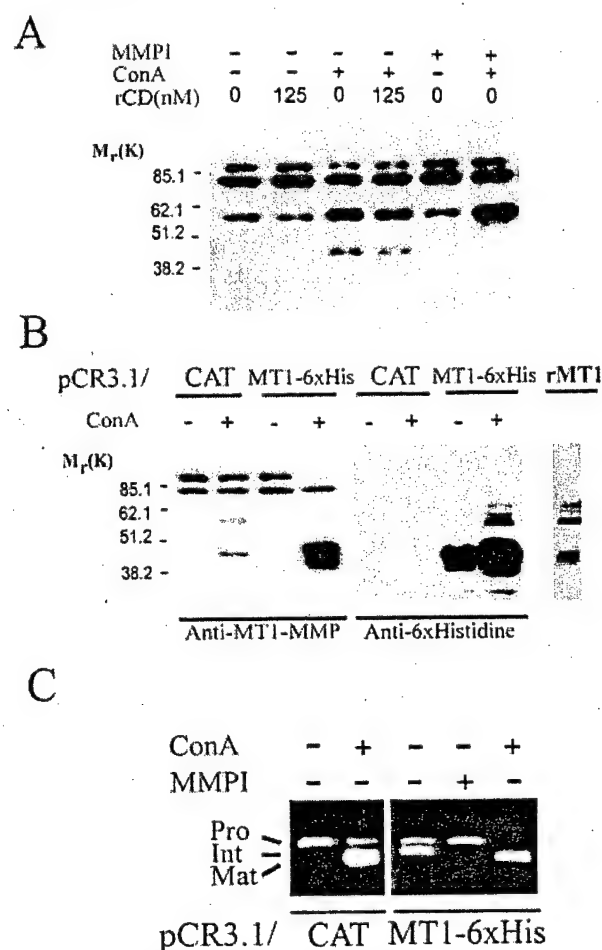 A
MMPI - - - - + +
ConA - - + + - +
rCD(nM) 0 125 0 125 0 0
Mr(K)
85.1 -
62.1 -
51.2 -
38.2 -
B
pCR3.1/ CAT MT1-6xHis CAT MT1-6xHis rMT1
ConA - + - + - + - +
Mr(K)
85.1 -
62.1 -
51.2 -
38.2 -
Anti-MT1-MMP Anti-6xHistidine
C
ConA - + - - +
MMPI - - - + -
Pro
Int
Mat
pCR3.1/ CAT MT1-6xHis